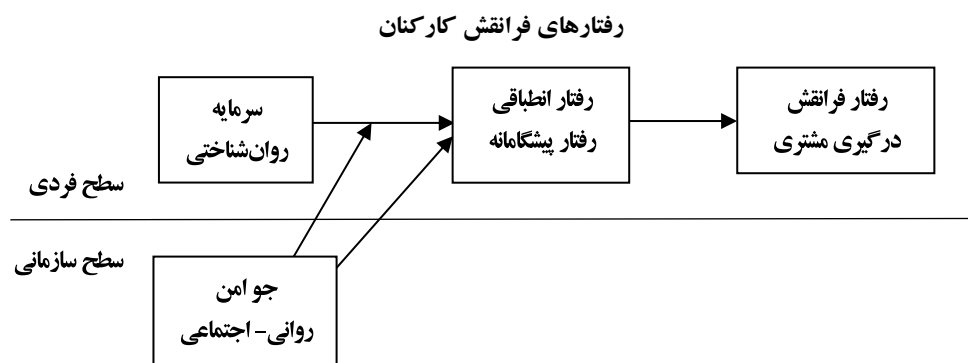 رفتارهای فرانقش کارکنان
سرمایه
روان‌شناختی
رفتار انطباقی
رفتار پیشگامانه
رفتار فرانقش
درگیری مشتری
سطح فردی
سطح سازمانی
جو امن
روانی- اجتماعی